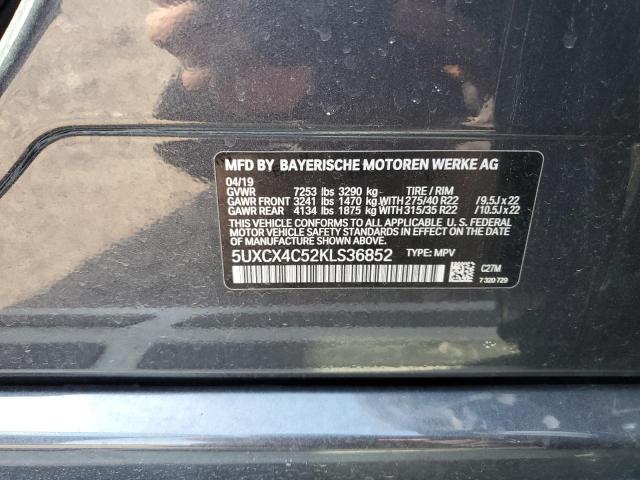 MFD BY BAYERISCHE MOTOREN WERKE AG
04/19
GVWR 7253 lbs 3290 kg TIRE / RIM
GAWR FRONT 3241 lbs 1470 kg WITH 275/40 R22 /9.5J x 22
GAWR REAR 4134 lbs 1875 kg WITH 315/35 R22 /10.5J x 22
THIS VEHICLE CONFORMS TO ALL APPLICABLE U. S. FEDERAL
MOTOR VEHICLE SAFETY STANDARDS IN EFFECT ON THE
DATE OF MANUFACTURE SHOWN ABOVE.
5UXCX4C52KLS36852 TYPE: MPV
C27M
7 320 729